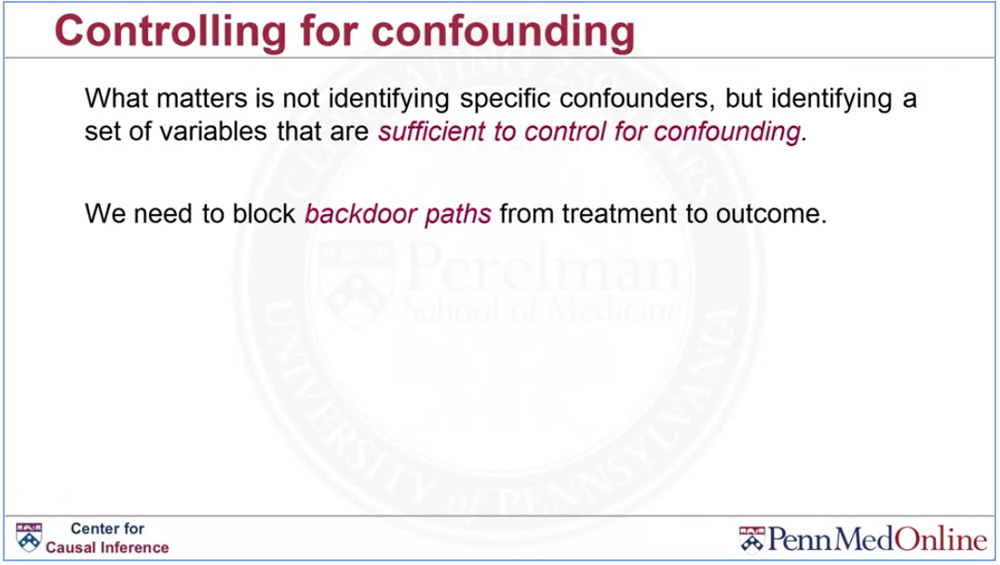 Controlling for confounding
What matters is not identifying specific confounders, but identifying a
set of variables that are sufficient to control for confounding.
We need to block backdoor paths from treatment to outcome.
Perelman
School of Medicine
UNIVERSITY of PENNSYLVANIA
Center for
Causal Inference
PennMedOnline